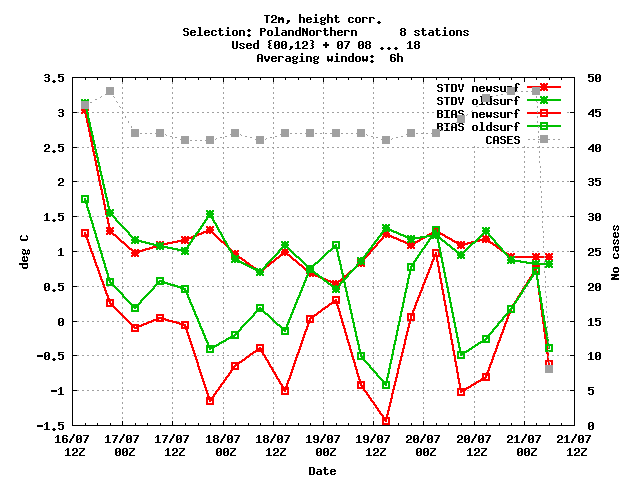 T2m, height corr.
Selection: PolandNorthern 8 stations
Used {00,12} + 07 08 ... 18
Averaging window: 6h
STDV newsurf
STDV oldsurf
BIAS newsurf
BIAS oldsurf
CASES
deg C
3.5
3
2.5
2
1.5
1
0.5
0
-0.5
-1
-1.5
No cases
50
45
40
35
30
25
20
15
10
5
0
16/07 17/07 17/07 18/07 18/07 19/07 19/07 20/07 20/07 21/07 21/07
12Z 00Z 12Z 00Z 12Z 00Z 12Z 00Z 12Z 00Z 12Z
Date